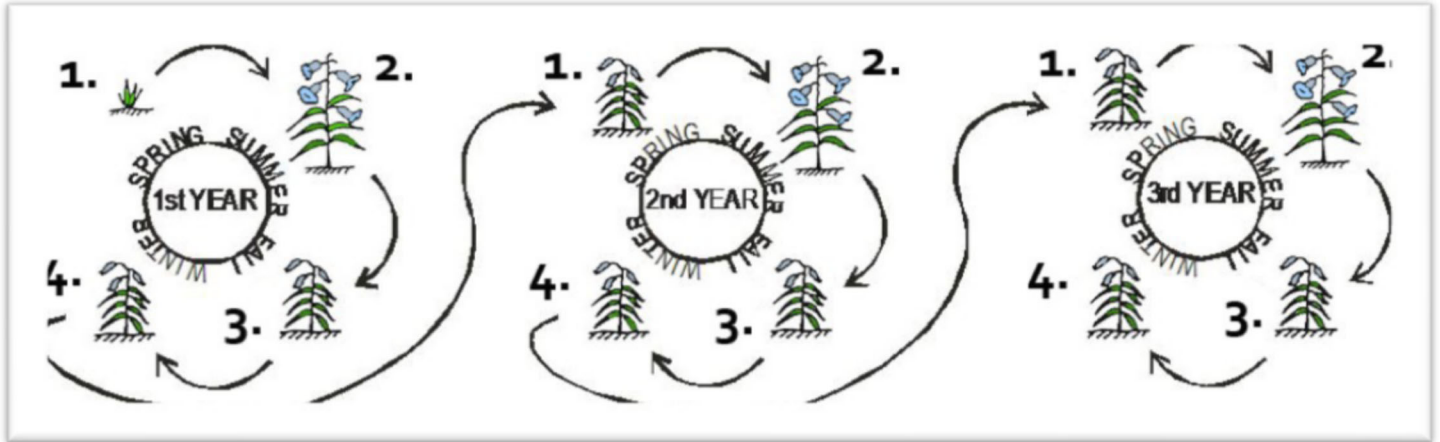 1.
2.
SPRING
SUMMER
1st YEAR
FALL
WINTER
3.
4.
1.
2.
SPRING
SUMMER
2nd YEAR
FALL
WINTER
3.
4.
1.
2.
SPRING
SUMMER
3rd YEAR
FALL
WINTER
3.
4.